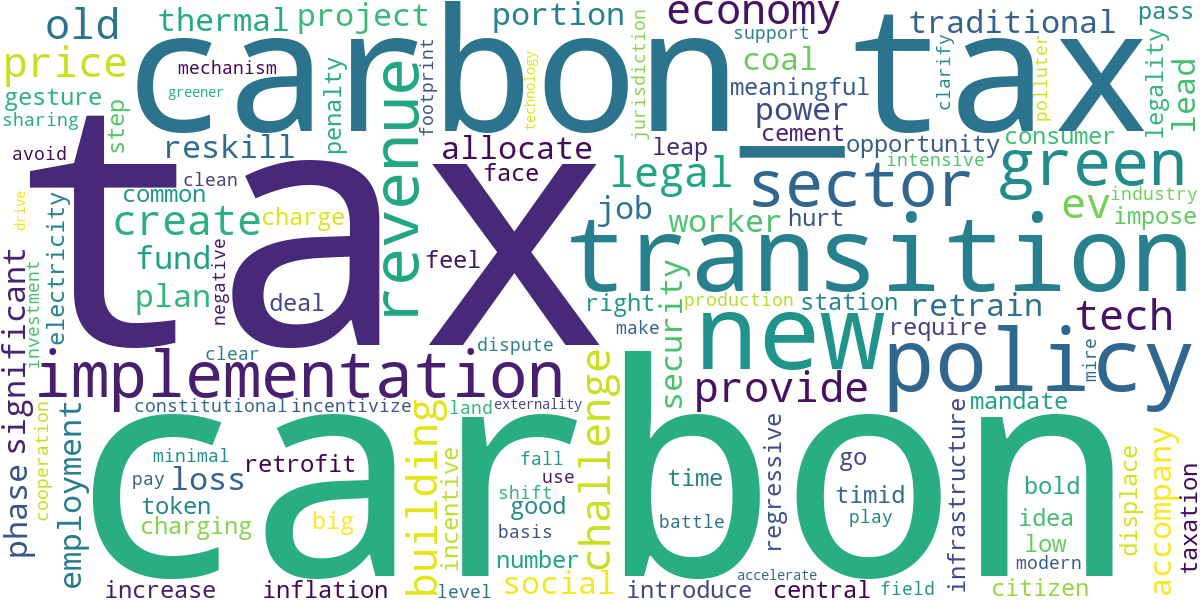 old
thermal
project
portion
economy
traditional
pass
carbon_tax
support
price
mechanism
greener
gesture
sharing
step
penalty
revenue
footprint
technology
jurisdiction
coal
meaningful
power
cement
clarify
polluter
legality
lead
consumer
avoid
reskill
allocate
face
leap
opportunity
intensive
green
tax
clean
common
create
charge
legal
sector
ev
industry
impose
job
worker
hurt
drive
electricity
fund
negative
feel
transition
plan
deal
security
right
production
station
retrain
tech
significant
investment
make
new
require
policy
mire
clear
dispute
implementation
challenge
provide
constitutional
incentivize
land
externality
mandate
phase
cooperation
employment
carbon
building
minimal
pay
loss
retrofit
incentive
fall
use
shift
good
basis
time
battle
regressive
go
timid
play
infrastructure
bold
idea
low
modern
displace
accompany
taxation
token
charging
big
number
increase
inflation
level
social
introduce
accelerate
central
field
citizen